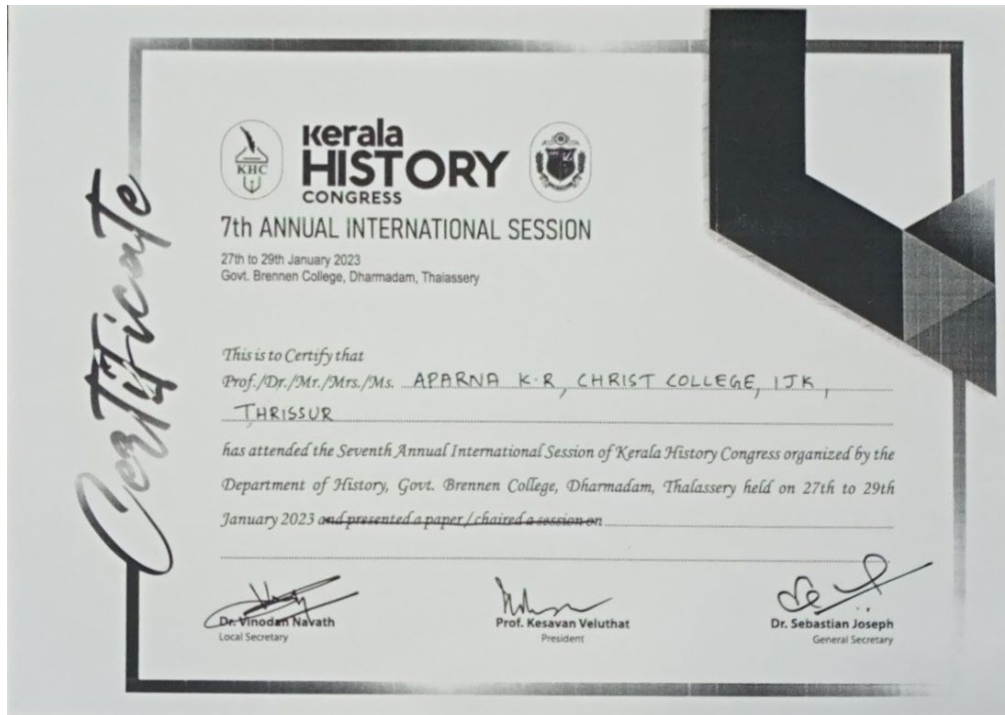 Certificate
KHC
Kerala
HISTORY
CONGRESS
7th ANNUAL INTERNATIONAL SESSION
27th to 29th January 2023
Govt. Brennen College, Dharmadam, Thalassery
This is to Certify that
Prof./Dr./Mr./Mrs./Ms. APARNA K.R, CHRIST COLLEGE, IJK,
THRISSUR
has attended the Seventh Annual International Session of Kerala History Congress organized by the
Department of History, Govt. Brennen College, Dharmadam, Thalassery held on 27th to 29th
January 2023 and presented a paper / chaired a session on
Dr. Vinodan Navath
Local Secretary
Prof. Kesavan Veluthat
President
Dr. Sebastian Joseph
General Secretary